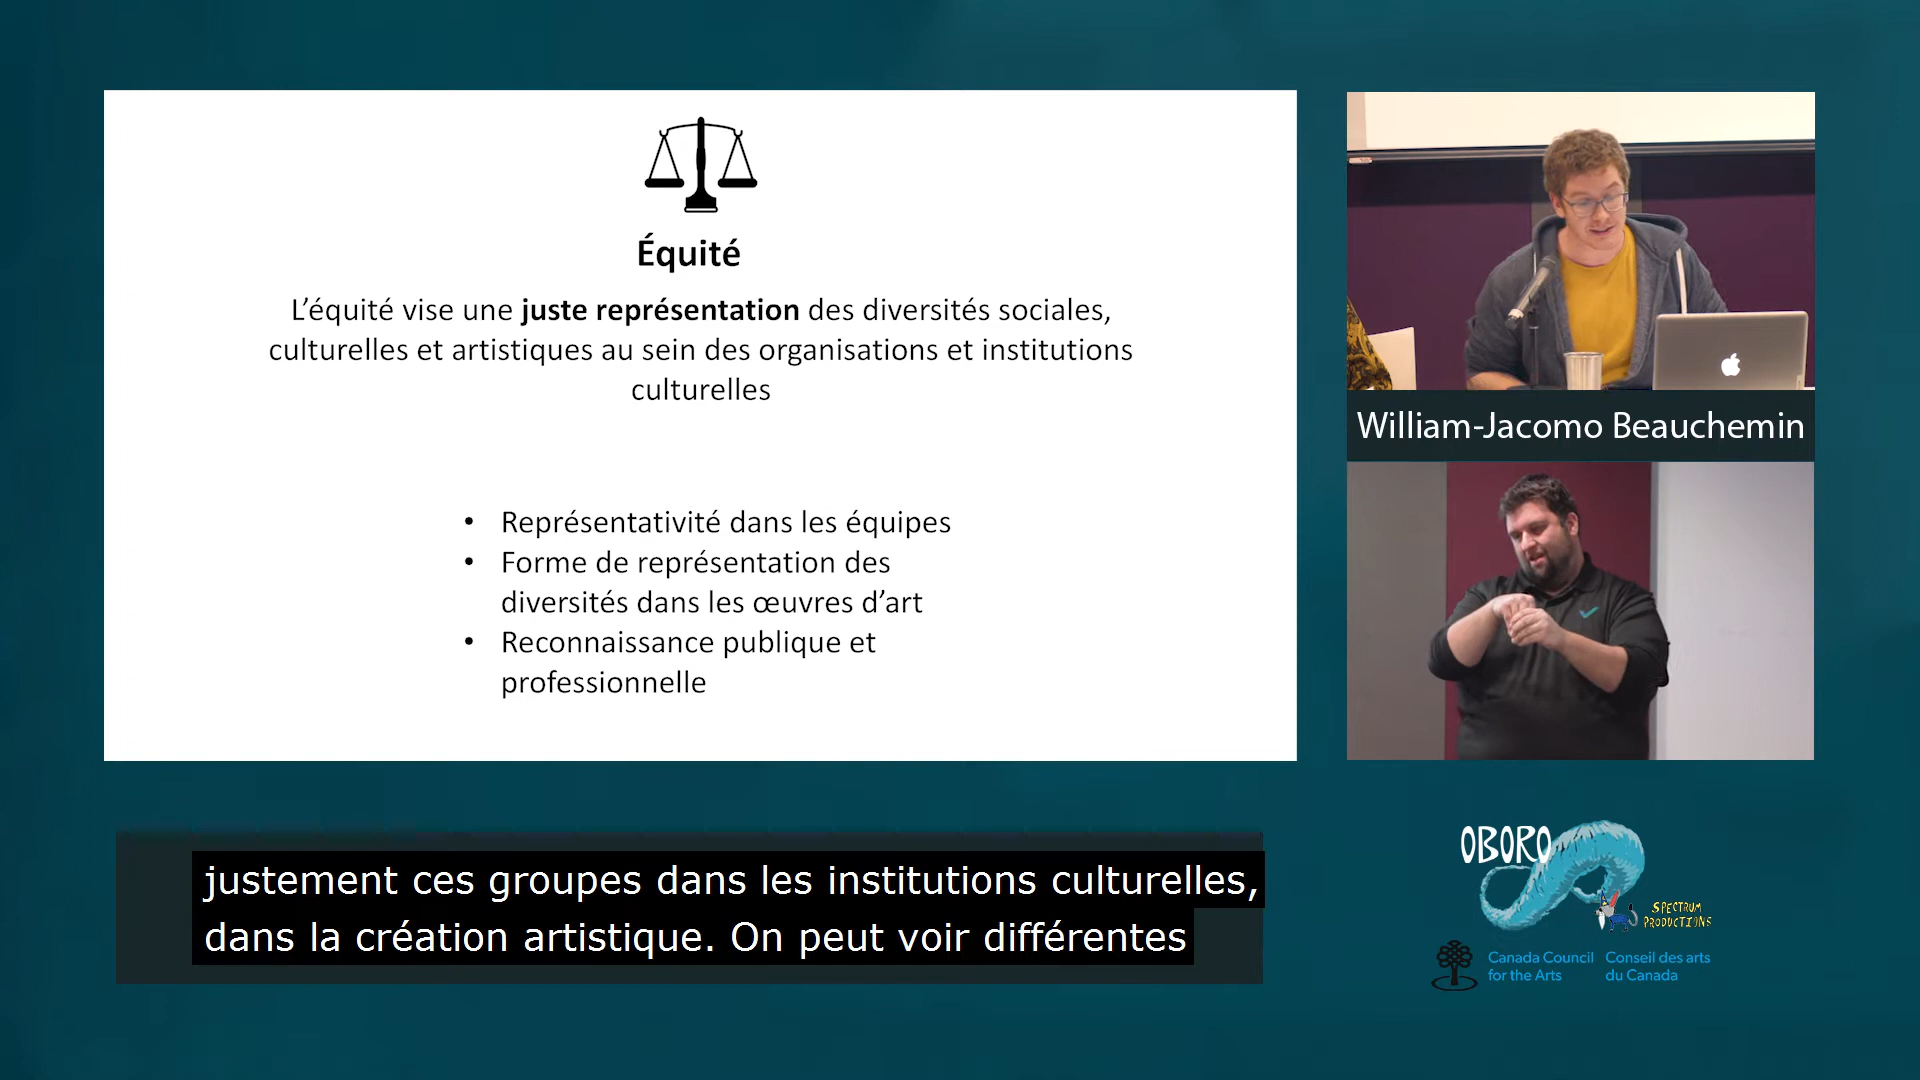 Équité
L’équité vise une juste représentation des diversités sociales,
culturelles et artistiques au sein des organisations et institutions
culturelles
• Représentativité dans les équipes
• Forme de représentation des
diversités dans les œuvres d’art
• Reconnaissance publique et
professionnelle
William-Jacomo Beauchemin
justement ces groupes dans les institutions culturelles,
dans la création artistique. On peut voir différentes
OBORO
SPECTRUM
PRODUCTIONS
Canada Council
for the Arts
Conseil des arts
du Canada